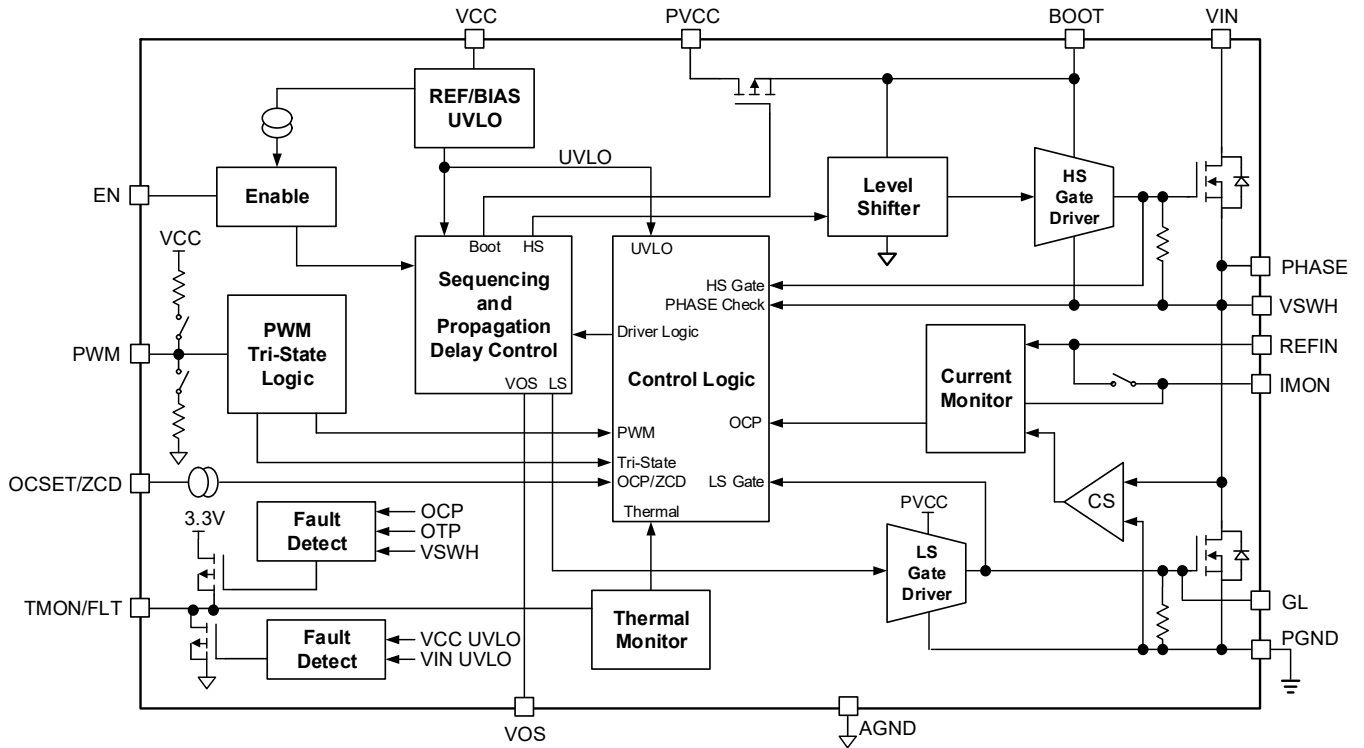 VCC
PVCC
BOOT
VIN
REF/BIAS
UVLO
UVLO
EN
Enable
Level
Shifter
HS
Gate
Driver
VCC
Boot
HS
Sequencing
and
Propagation
Delay Control
VOS
LS
UVLO
HS Gate
PHASE Check
Driver Logic
Control Logic
OCP
PWM
Tri-State
OCP/ZCD
LS Gate
Thermal
PHASE
VSWH
REFIN
IMON
PWM
PWM
Tri-State
Logic
Current
Monitor
CS
OCSET/ZCD
3.3V
Fault
Detect
OCP
OTP
VSWH
PVCC
LS
Gate
Driver
TMON/FLT
Thermal
Monitor
GL
PGND
Fault
Detect
VCC UVLO
VIN UVLO
VOS
AGND